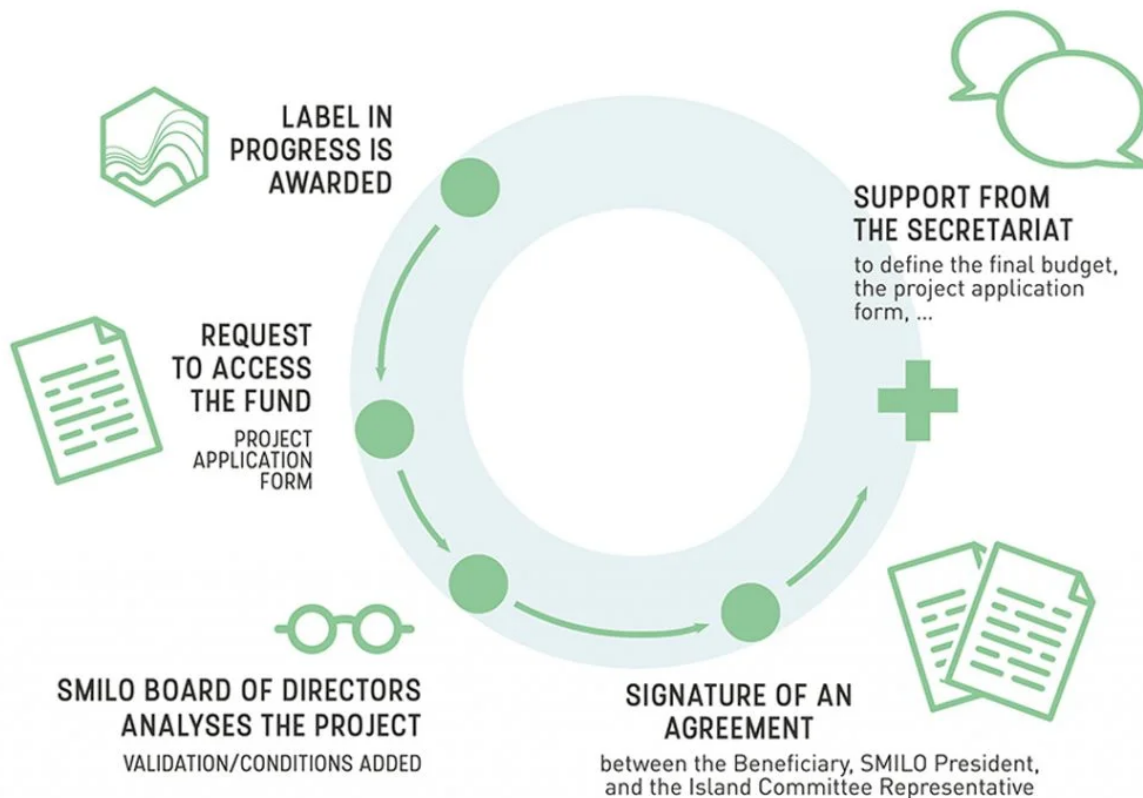 LABEL IN
PROGRESS IS
AWARDED
REQUEST
TO ACCESS
THE FUND
PROJECT
APPLICATION
FORM
SMILO BOARD OF DIRECTORS
ANALYSES THE PROJECT
VALIDATION/CONDITIONS ADDED
SIGNATURE OF AN
AGREEMENT
between the Beneficiary, SMILO President,
and the Island Committee Representative
SUPPORT FROM
THE SECRETARIAT
to define the final budget,
the project application
form, ...